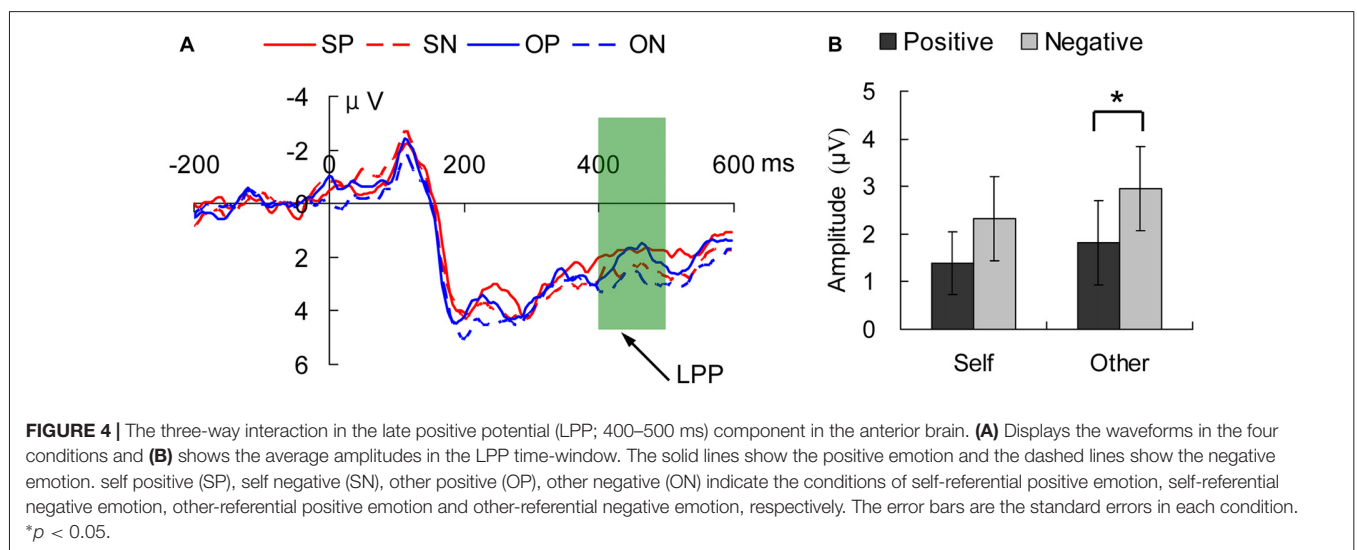 A SP SN OP ON
B Positive Negative
-4 μ V
-2
-200 0 200 400 600 ms
0
2
4
6
LPP
5
4
3
2
1
0
Amplitude (μV)
*
Self Other
FIGURE 4 | The three-way interaction in the late positive potential (LPP; 400–500 ms) component in the anterior brain. (A) Displays the waveforms in the four
conditions and (B) shows the average amplitudes in the LPP time-window. The solid lines show the positive emotion and the dashed lines show the negative
emotion. self positive (SP), self negative (SN), other positive (OP), other negative (ON) indicate the conditions of self-referential positive emotion, self-referential
negative emotion, other-referential positive emotion and other-referential negative emotion, respectively. The error bars are the standard errors in each condition.
*p < 0.05.